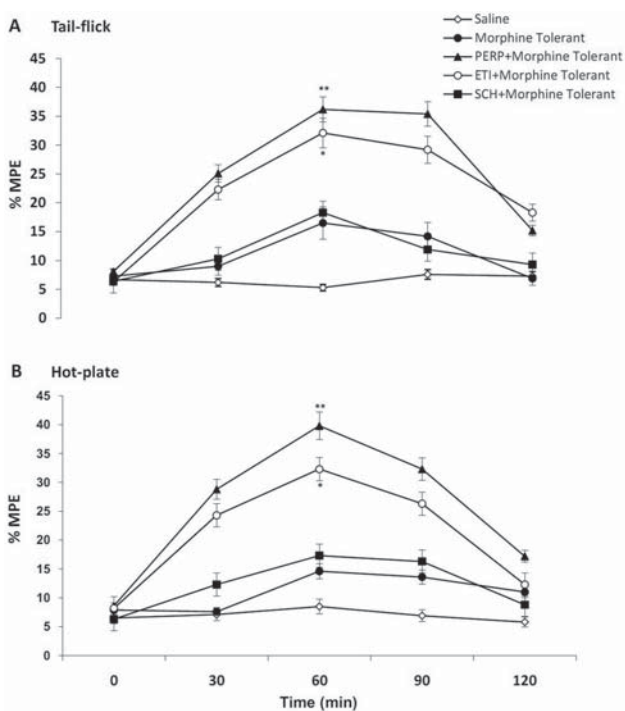 A Tail-flick
Saline
Morphine Tolerant
PERP+Morphine Tolerant
ETI+Morphine Tolerant
SCH+Morphine Tolerant
% MPE
45
40
35
30
25
20
15
10
5
0
**
*
B Hot-plate
% MPE
45
40
35
30
25
20
15
10
5
0
**
*
0 30 60 90 120
Time (min)